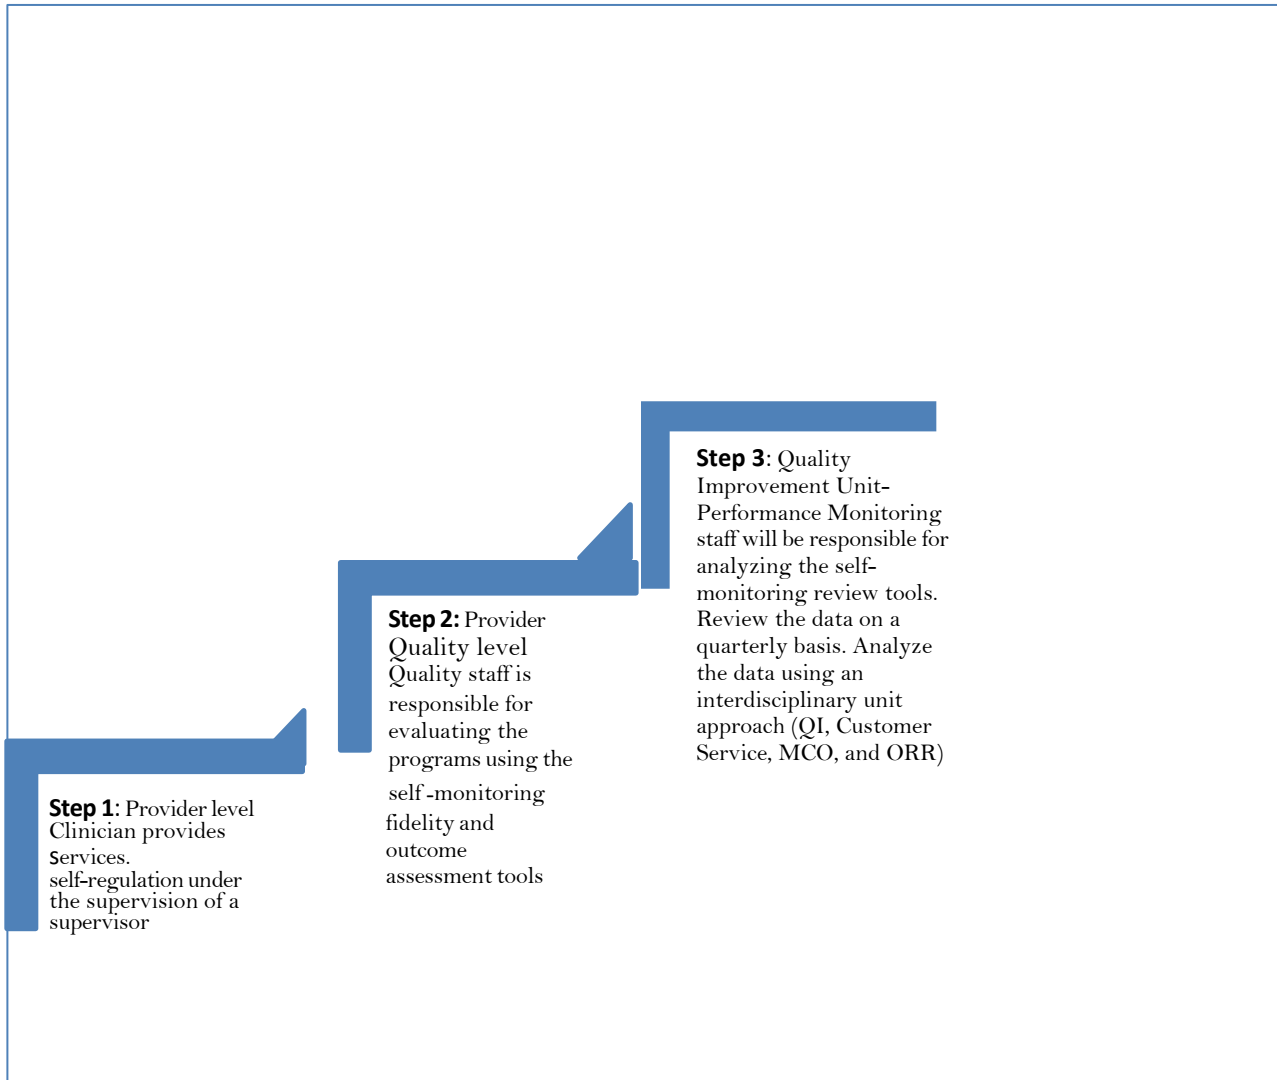 Step 1: Provider level
Clinician provides
services.
self-regulation under
the supervision of a
supervisor
Step 2: Provider
Quality level
Quality staff is
responsible for
evaluating the
programs using the
self -monitoring
fidelity and
outcome
assessment tools
Step 3: Quality
Improvement Unit-
Performance Monitoring
staff will be responsible for
analyzing the self-
monitoring review tools.
Review the data on a
quarterly basis. Analyze
the data using an
interdisciplinary unit
approach (QI, Customer
Service, MCO, and ORR)